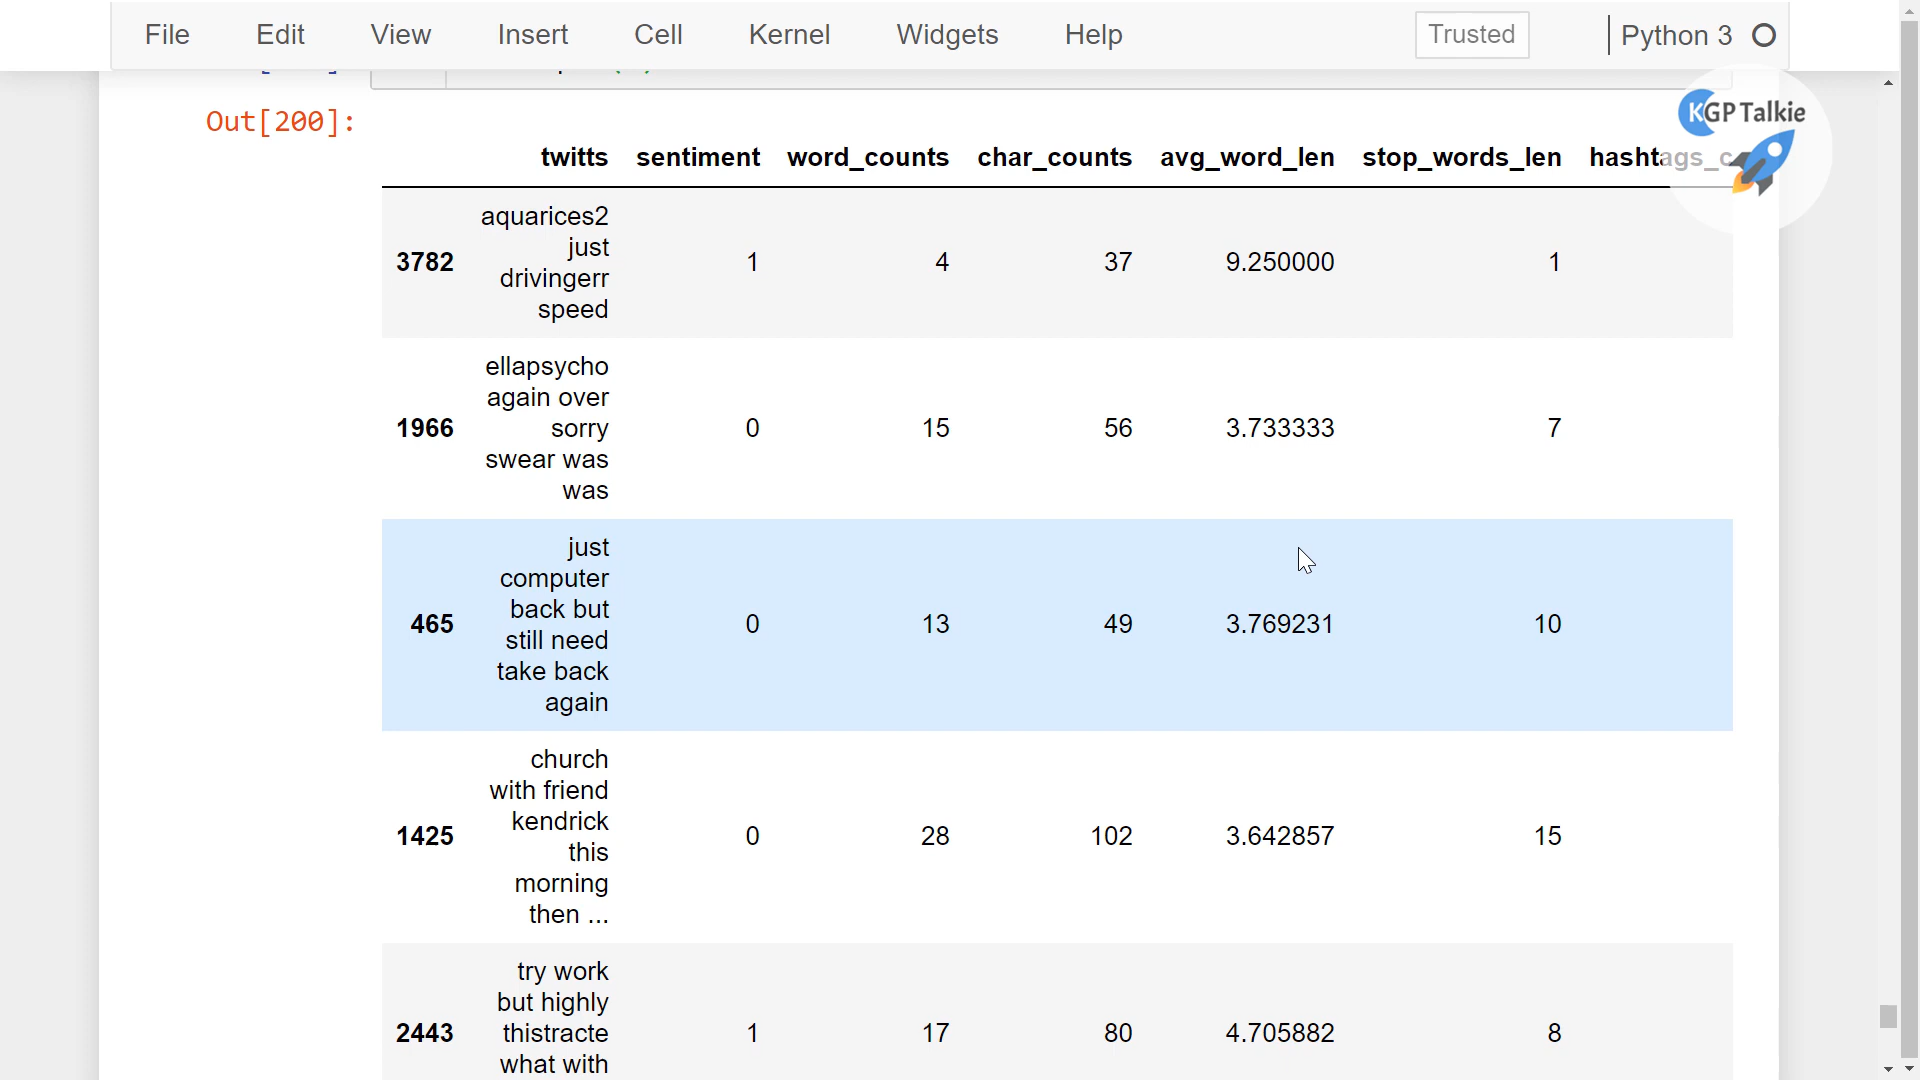 File Edit View Insert Cell Kernel Widgets Help Trusted Python 3
KGP Talkie
Out[200]:
twitts sentiment word_counts char_counts avg_word_len stop_words_len hashtags_c
aquarices2
just
drivingerr
speed
3782 1 4 37 9.250000 1
ellapsycho
again over
sorry
swear was
was
1966 0 15 56 3.733333 7
just
computer
back but
still need
take back
again
465 0 13 49 3.769231 10
church
with friend
kendrick
this
morning
then ...
1425 0 28 102 3.642857 15
try work
but highly
thistracte
what with
2443 1 17 80 4.705882 8